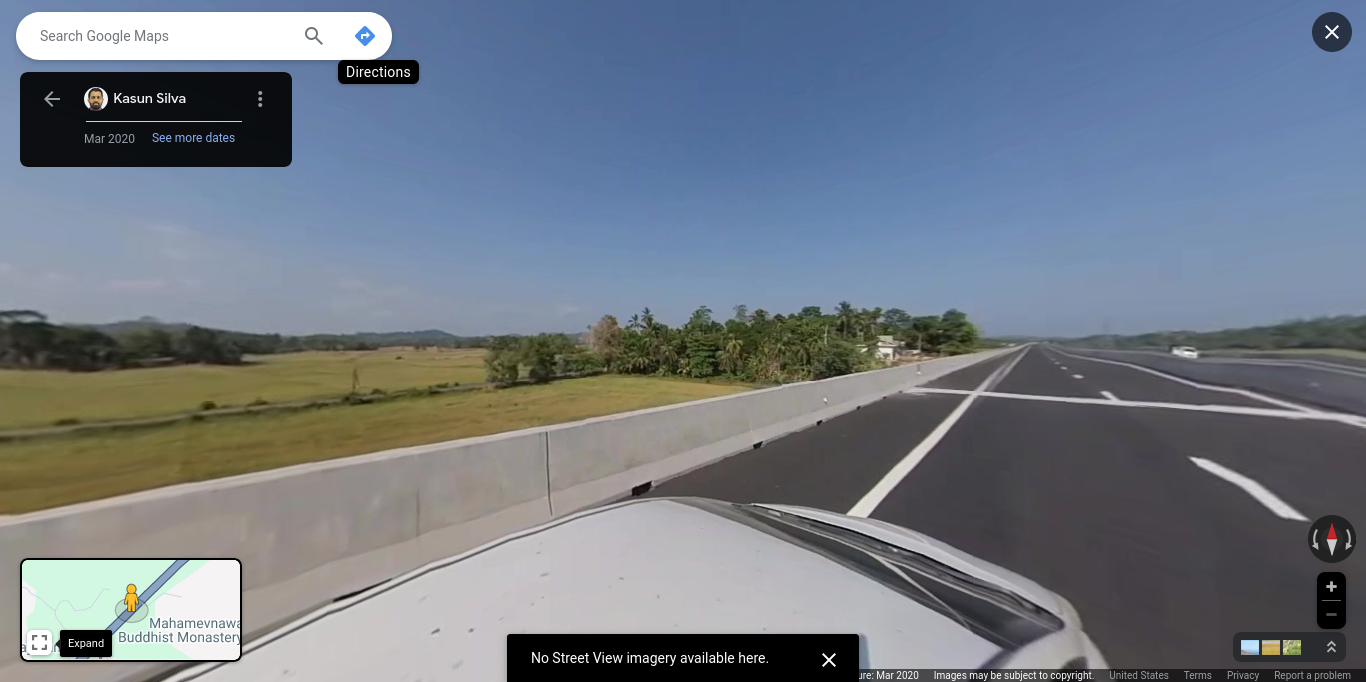 Search Google Maps
Directions
Kasun Silva
Mar 2020 See more dates
Mahamevnawa
Buddhist Monastery
Expand
No Street View imagery available here.
Mar 2020 Images may be subject to copyright. United States Terms Privacy Report a problem